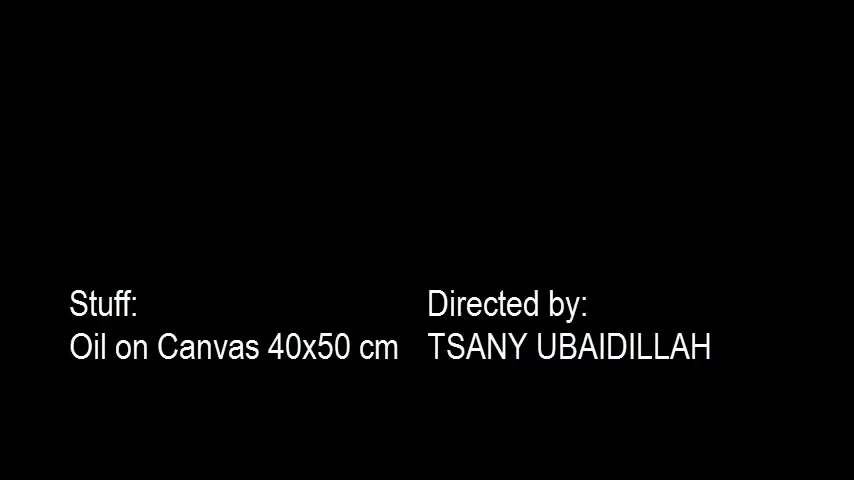 Stuff:
Oil on Canvas 40x50 cm
Directed by:
TSANY UBAIDILLAH